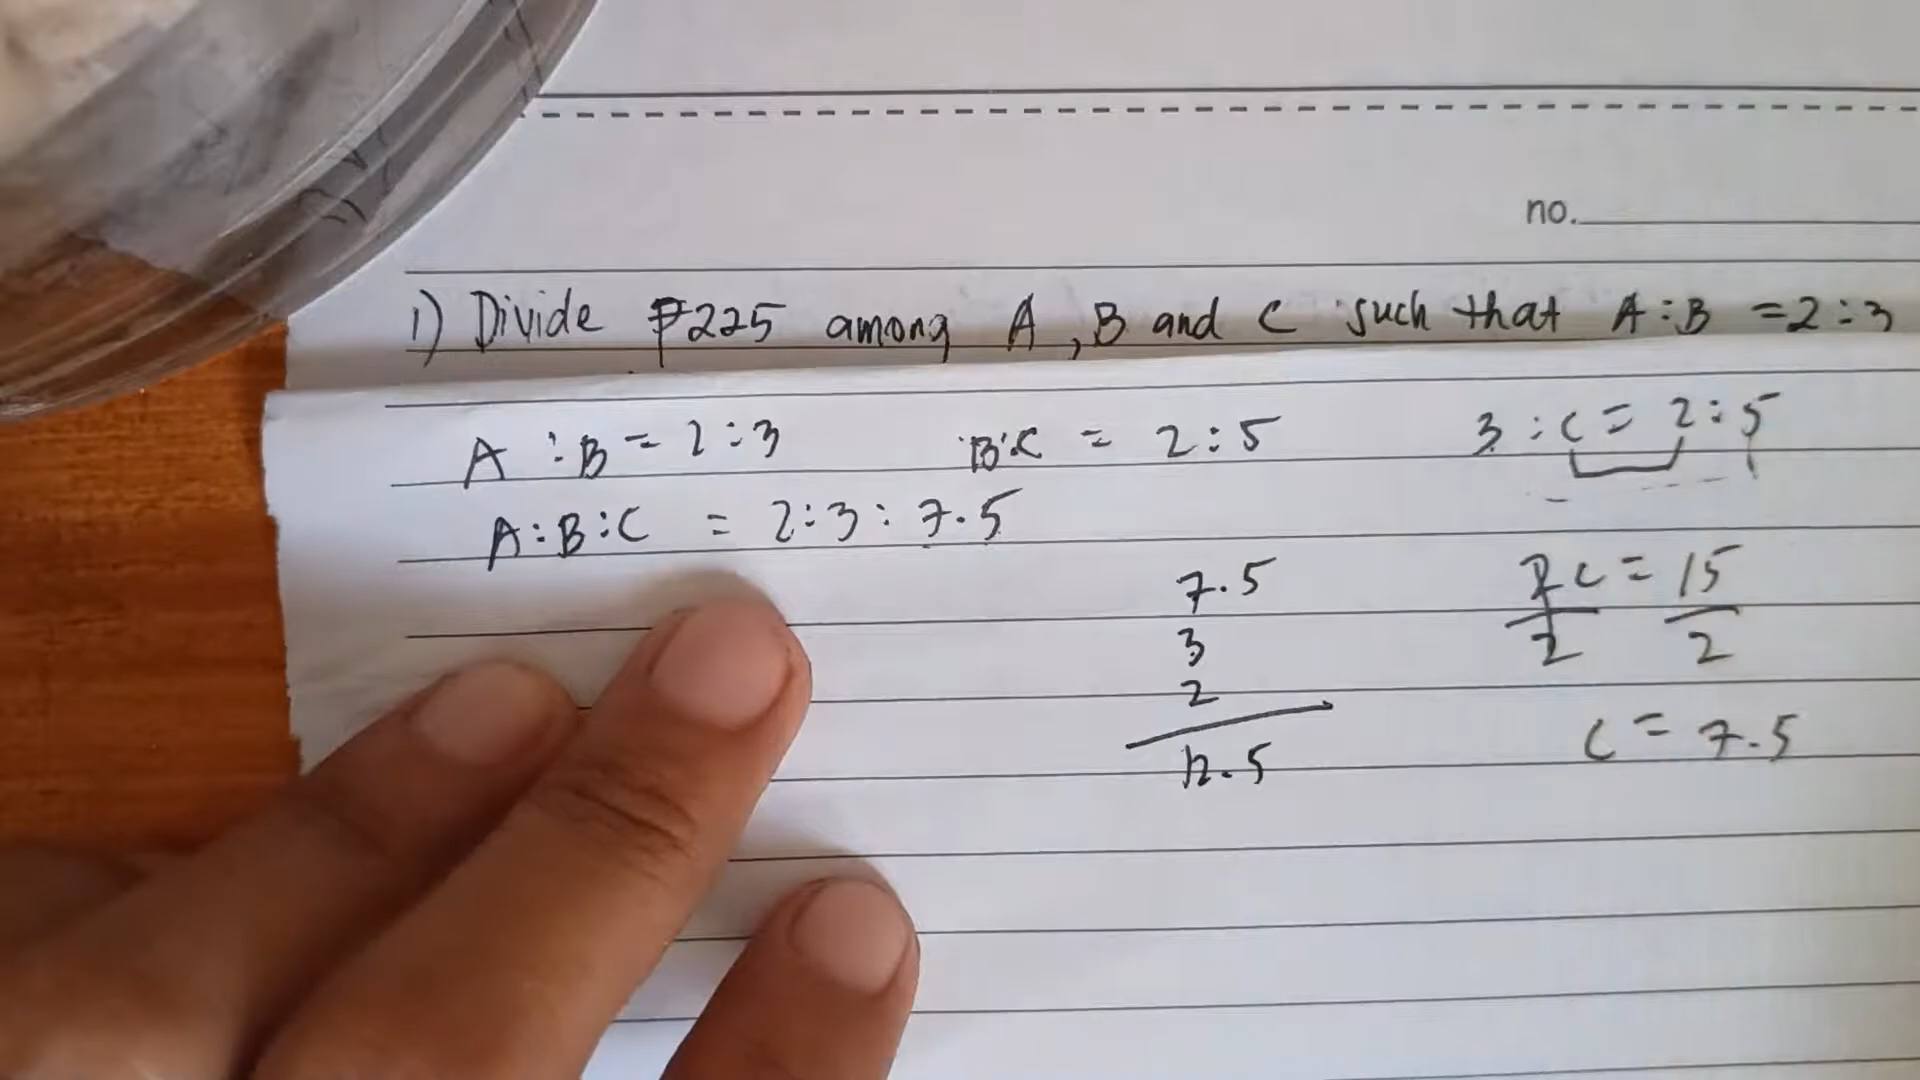 no.
1) Divide ₱225 among A, B and C such that A:B = 2:3
A:B = 2:3 B:C = 2:5 3:C = 2:5
A:B:C = 2:3:7.5
7.5 2C = 15
3 2 2
2
12.5 C = 7.5